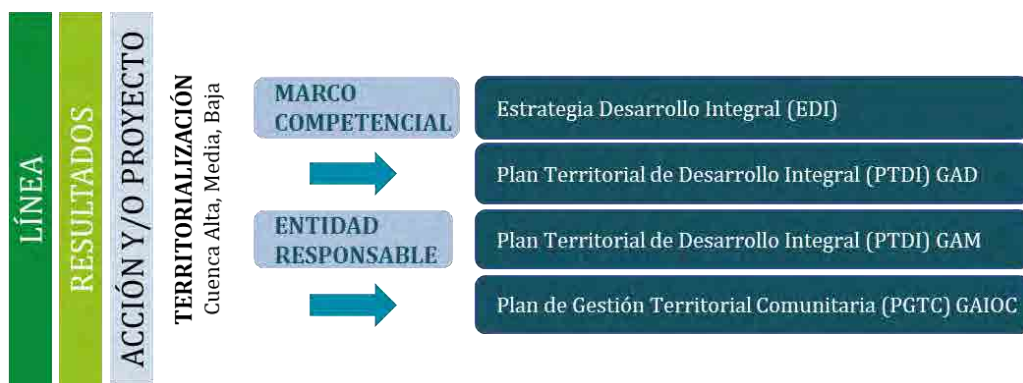 LÍNEA
RESULTADOS
ACCIÓN Y/O PROYECTO
TERRITORIALIZACIÓN
Cuenca Alta, Media, Baja
MARCO
COMPETENCIAL
ENTIDAD
RESPONSABLE
Estrategia Desarrollo Integral (EDI)
Plan Territorial de Desarrollo Integral (PTDI) GAD
Plan Territorial de Desarrollo Integral (PTDI) GAM
Plan de Gestión Territorial Comunitaria (PGTC) GAIOC